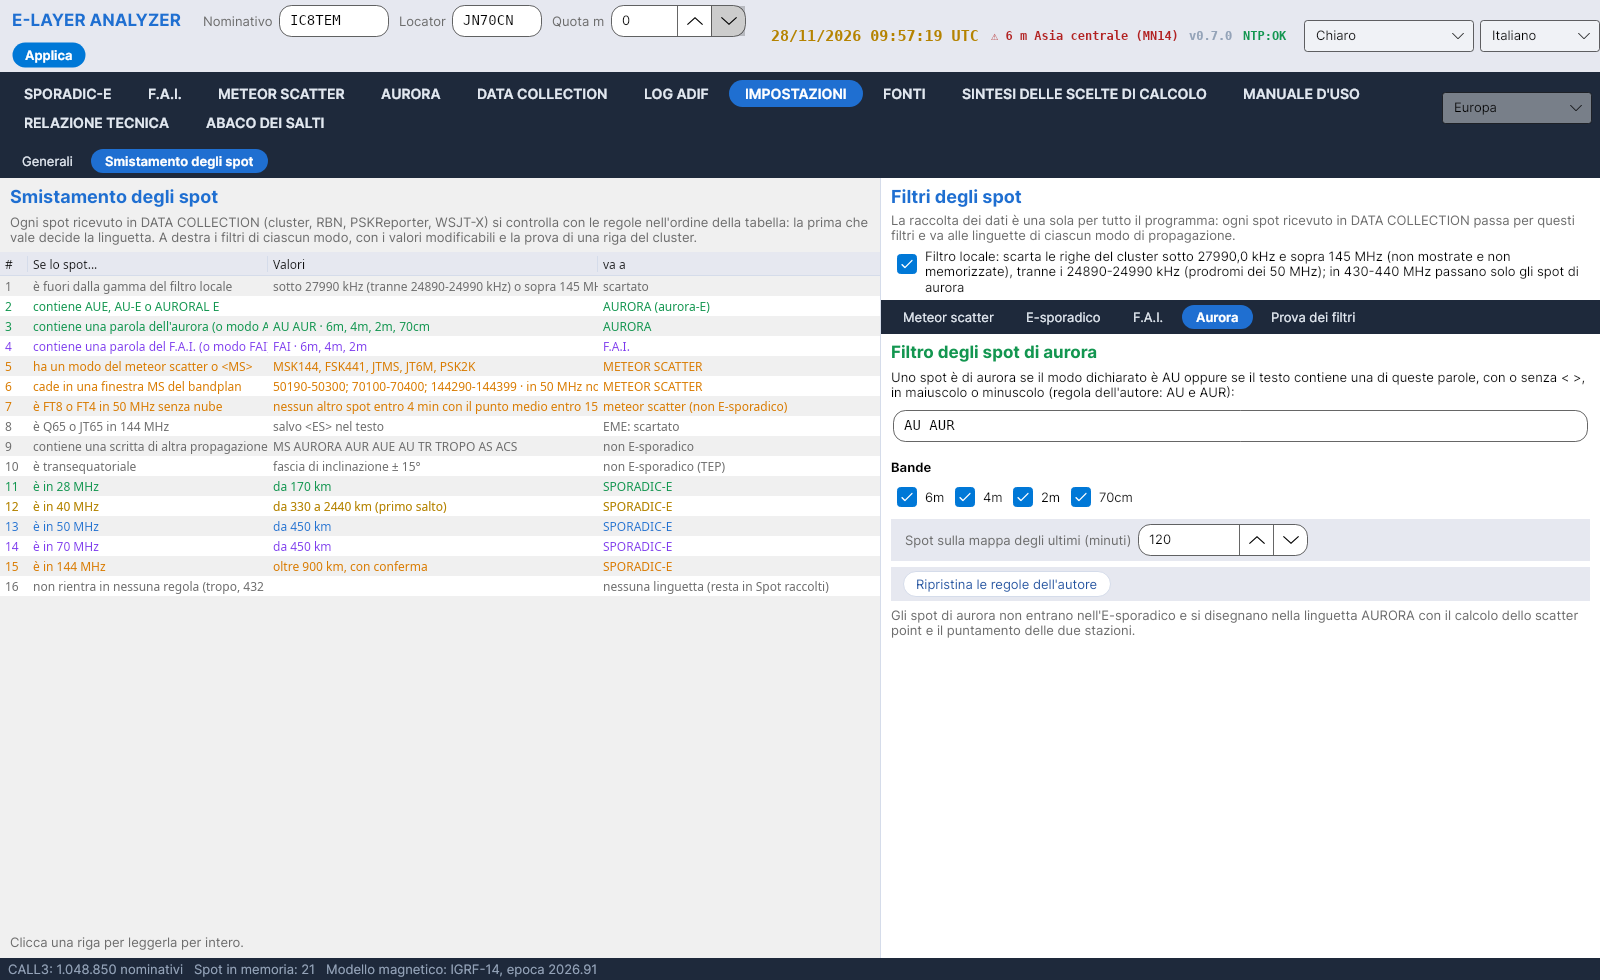 E-LAYER ANALYZER
Nominativo IC8TEM Locator JN70CN Quota m 0
28/11/2026 09:57:19 UTC ⚠ 6 m Asia centrale (MN14) v0.7.0 NTP:OK Chiaro Italiano
Applica
SPORADIC-E F.A.I. METEOR SCATTER AURORA DATA COLLECTION LOG ADIF IMPOSTAZIONI FONTI SINTESI DELLE SCELTE DI CALCOLO MANUALE D'USO
RELAZIONE TECNICA ABACO DEI SALTI
Europa
Generali Smistamento degli spot
Smistamento degli spot
Ogni spot ricevuto in DATA COLLECTION (cluster, RBN, PSKReporter, WSJT-X) si controlla con le regole nell'ordine della tabella: la prima che
vale decide la linguetta. A destra i filtri di ciascun modo, con i valori modificabili e la prova di una riga del cluster.
# Se lo spot... Valori va a
1 è fuori dalla gamma del filtro locale sotto 27990 kHz (tranne 24890-24990 kHz) o sopra 145 MH scartato
2 contiene AUE, AU-E o AURORAL E AURORA (aurora-E)
3 contiene una parola dell'aurora (o modo A AU AUR · 6m, 4m, 2m, 70cm AURORA
4 contiene una parola del F.A.I. (o modo FAI FAI · 6m, 4m, 2m F.A.I.
5 ha un modo del meteor scatter o <MS> MSK144, FSK441, JTMS, JT6M, PSK2K METEOR SCATTER
6 cade in una finestra MS del bandplan 50190-50300; 70100-70400; 144290-144399 · in 50 MHz nc METEOR SCATTER
7 è FT8 o FT4 in 50 MHz senza nube nessun altro spot entro 4 min con il punto medio entro 15 meteor scatter (non E-sporadico)
8 è Q65 o JT65 in 144 MHz salvo <ES> nel testo EME: scartato
9 contiene una scritta di altra propagazione MS AURORA AUR AUE AU TR TROPO AS ACS non E-sporadico
10 è transequatoriale fascia di inclinazione ± 15° non E-sporadico (TEP)
11 è in 28 MHz da 170 km SPORADIC-E
12 è in 40 MHz da 330 a 2440 km (primo salto) SPORADIC-E
13 è in 50 MHz da 450 km SPORADIC-E
14 è in 70 MHz da 450 km SPORADIC-E
15 è in 144 MHz oltre 900 km, con conferma SPORADIC-E
16 non rientra in nessuna regola (tropo, 432 nessuna linguetta (resta in Spot raccolti)
Clicca una riga per leggerla per intero.
Filtri degli spot
La raccolta dei dati è una sola per tutto il programma: ogni spot ricevuto in DATA COLLECTION passa per questi
filtri e va alle linguette di ciascun modo di propagazione.
Filtro locale: scarta le righe del cluster sotto 27990,0 kHz e sopra 145 MHz (non mostrate e non
memorizzate), tranne i 24890-24990 kHz (prodromi dei 50 MHz); in 430-440 MHz passano solo gli spot di
aurora
Meteor scatter E-sporadico F.A.I. Aurora Prova dei filtri
Filtro degli spot di aurora
Uno spot è di aurora se il modo dichiarato è AU oppure se il testo contiene una di queste parole, con o senza < >,
in maiuscolo o minuscolo (regola dell'autore: AU e AUR):
AU AUR
Bande
6m 4m 2m 70cm
Spot sulla mappa degli ultimi (minuti) 120
Ripristina le regole dell'autore
Gli spot di aurora non entrano nell'E-sporadico e si disegnano nella linguetta AURORA con il calcolo dello scatter
point e il puntamento delle due stazioni.
CALL3: 1.048.850 nominativi Spot in memoria: 21 Modello magnetico: IGRF-14, epoca 2026.91